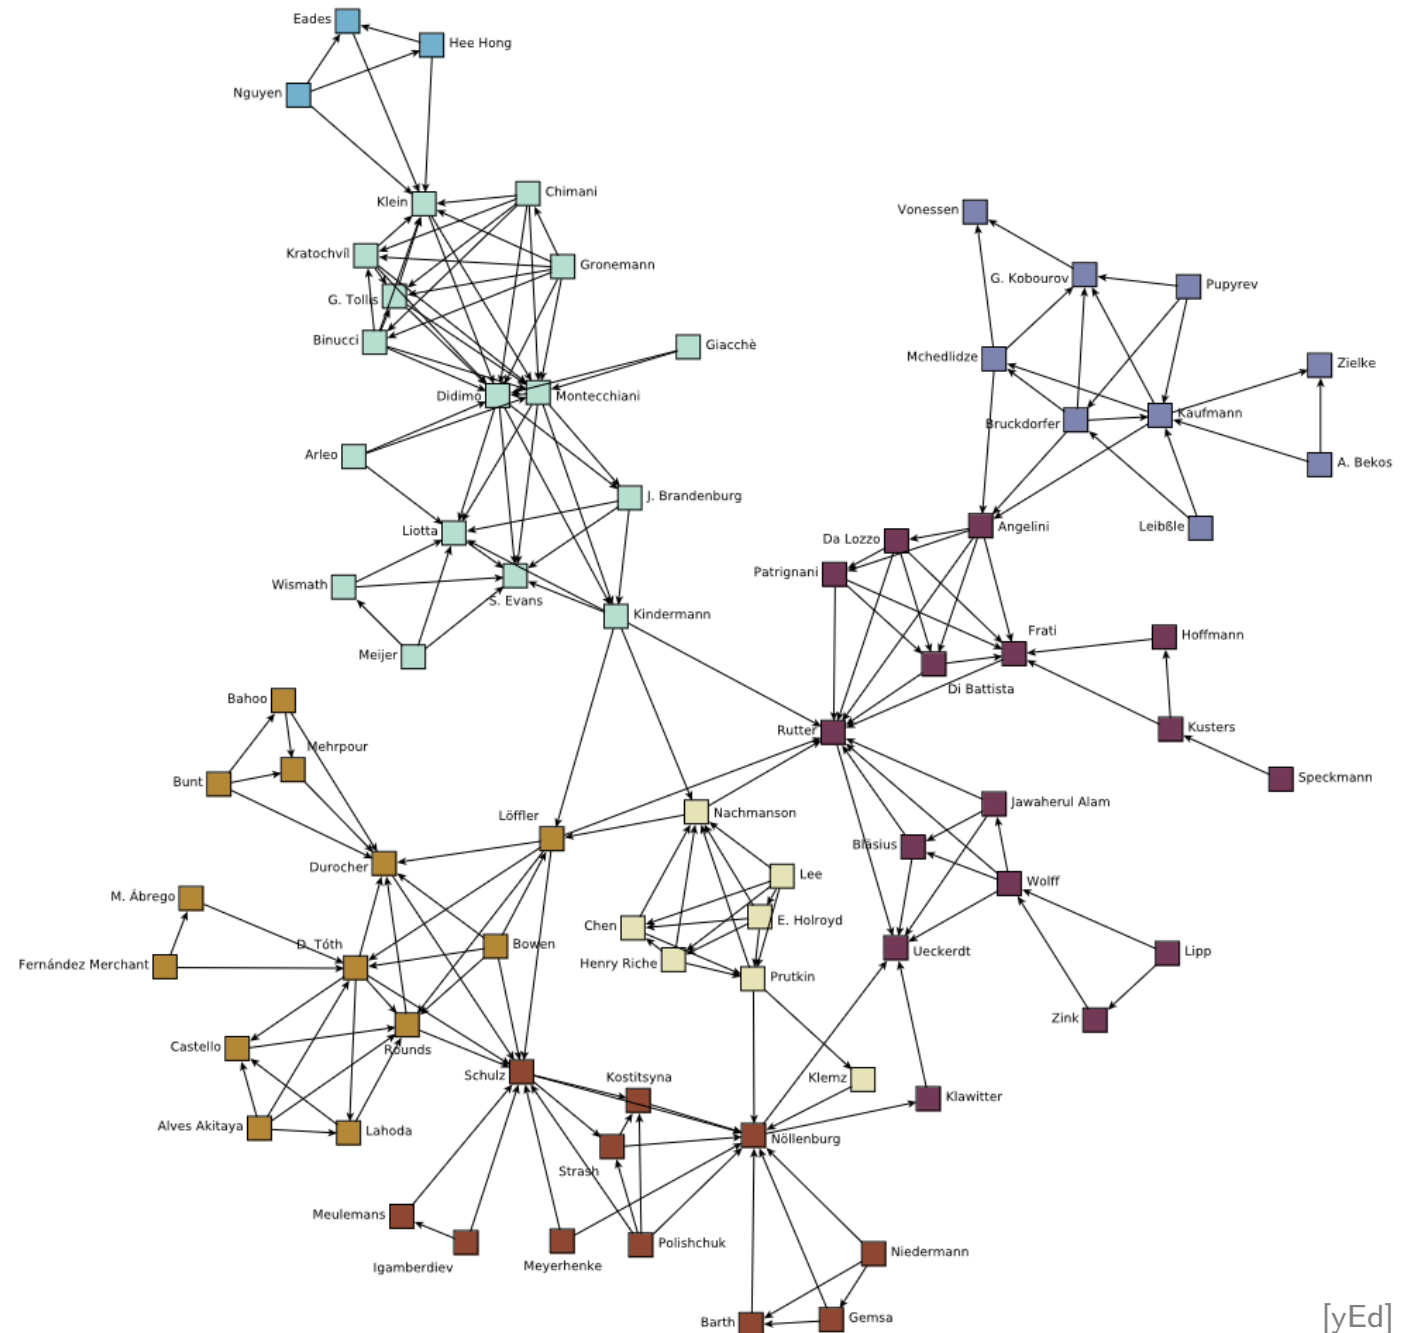 Eades
Hee Hong
Nguyen
Klein
Chimani
Vonessen
Kratochvíl
Gronemann
G. Kobourov
Pupyrev
G. Tollis
Binucci
Giacchè
Mchedlidze
Zielke
Didimo
Montecchiani
Kaufmann
Bruckdorfer
Arleo
A. Bekos
J. Brandenburg
Liotta
Angelini
Leibßle
Da Lozzo
Patrignani
Wismath
S. Evans
Kindermann
Frati
Hoffmann
Meijer
Di Battista
Bahoo
Rutter
Kusters
Mehrpour
Bunt
Speckmann
Löffler
Nachmanson
Jawaherul Alam
Bläsius
Durocher
Lee
Wolff
M. Ábrego
Chen
E. Holroyd
D. Tóth
Bowen
Ueckerdt
Lipp
Fernández Merchant
Henry Riche
Prutkin
Zink
Castello
Rounds
Schulz
Kostitsyna
Klemz
Klawitter
Alves Akitaya
Lahoda
Nöllenburg
Strash
Meulemans
Polishchuk
Niedermann
Igamberdiev
Meyerhenke
Barth
Gemsa
[yEd]